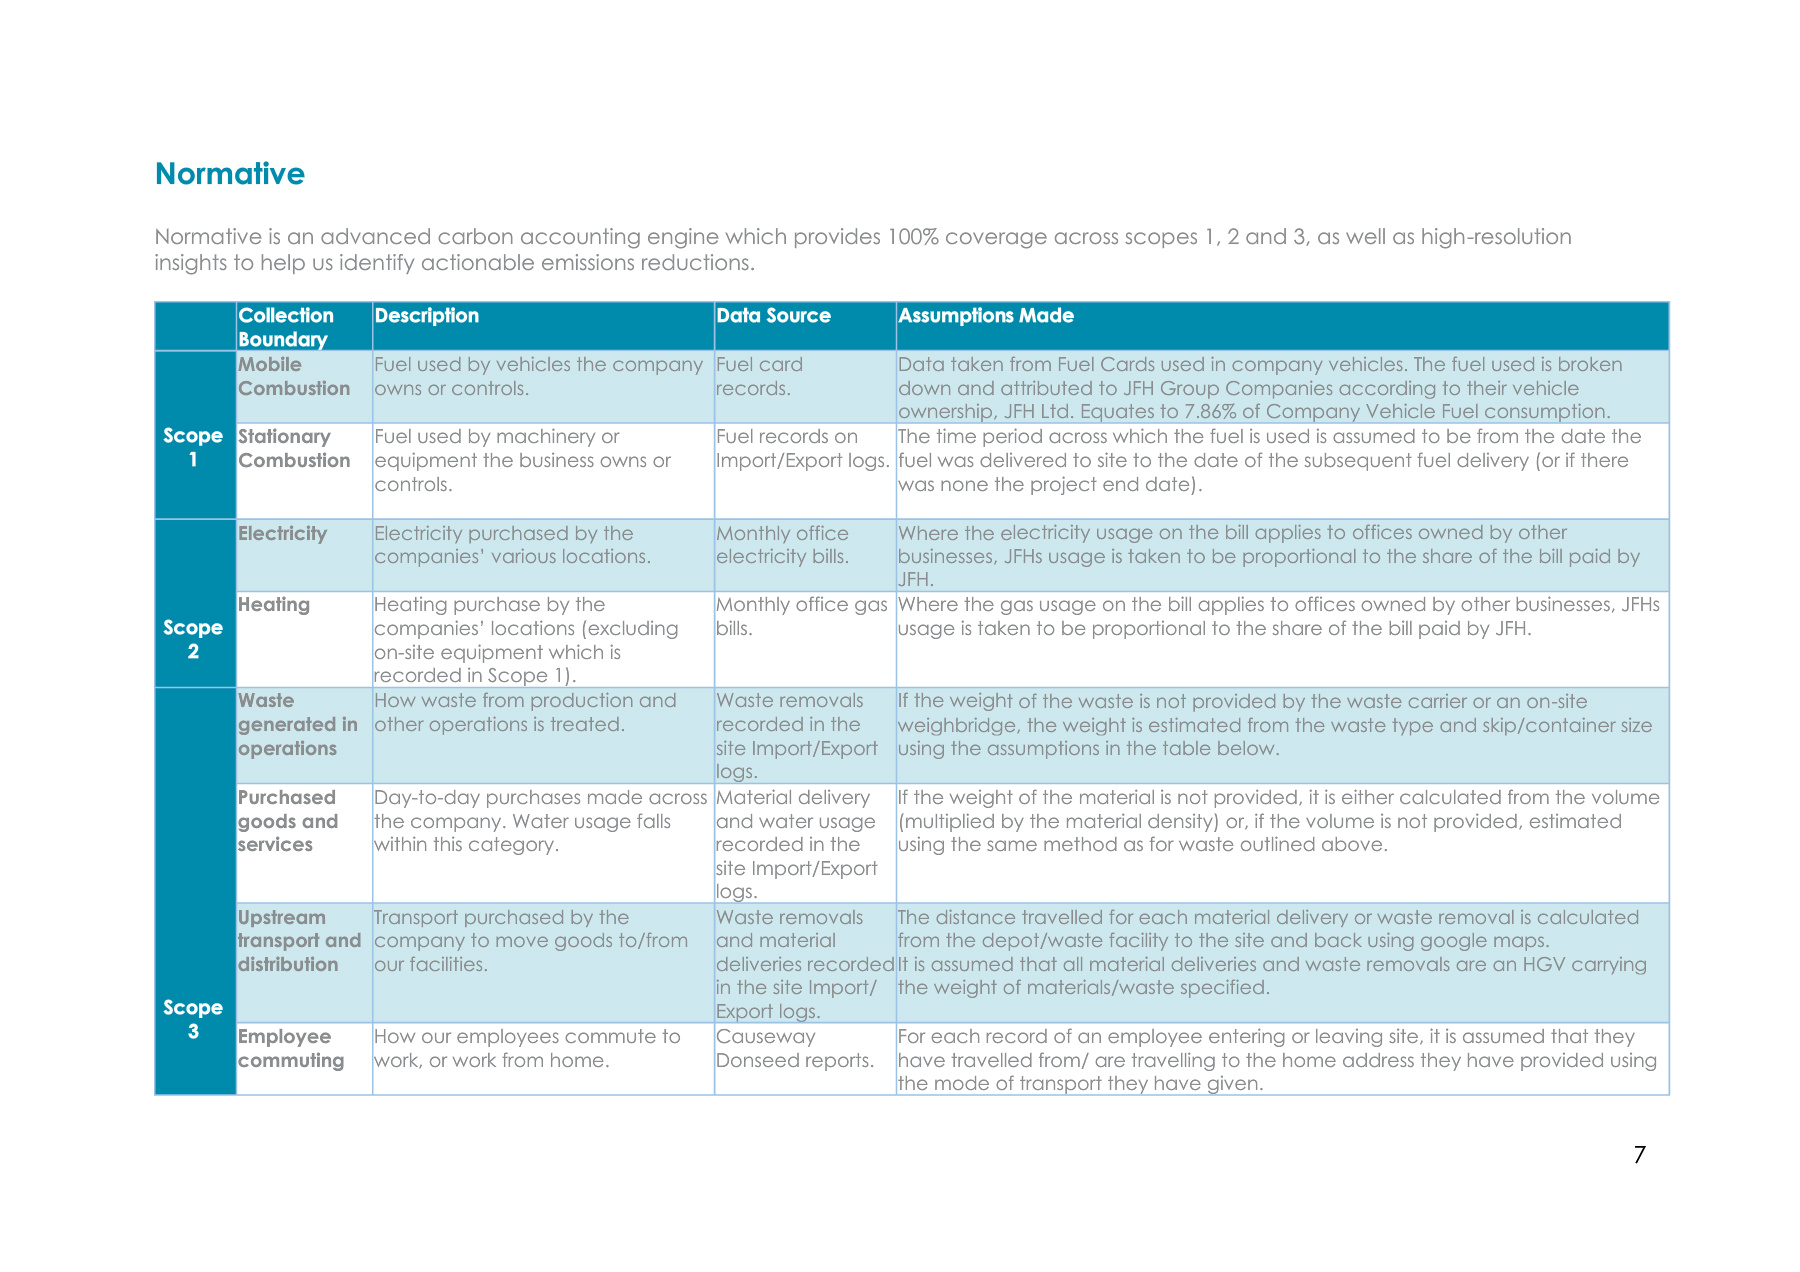 Normative
Normative is an advanced carbon accounting engine which provides 100% coverage across scopes 1, 2 and 3, as well as high-resolution
insights to help us identify actionable emissions reductions.
Collection
Boundary
Description
Data Source
Assumptions Made
Scope
1
Mobile
Combustion
Fuel used by vehicles the company
owns or controls.
Fuel card
records.
Data taken from Fuel Cards used in company vehicles. The fuel used is broken
down and attributed to JFH Group Companies according to their vehicle
ownership, JFH Ltd. Equates to 7.86% of Company Vehicle Fuel consumption.
Stationary
Combustion
Fuel used by machinery or
equipment the business owns or
controls.
Fuel records on
Import/Export logs.
The time period across which the fuel is used is assumed to be from the date the
fuel was delivered to site to the date of the subsequent fuel delivery (or if there
was none the project end date).
Scope
2
Electricity
Electricity purchased by the
companies' various locations.
Monthly office
electricity bills.
Where the electricity usage on the bill applies to offices owned by other
businesses, JFHs usage is taken to be proportional to the share of the bill paid by
JFH.
Heating
Heating purchase by the
companies' locations (excluding
on-site equipment which is
recorded in Scope 1).
Monthly office gas
bills.
Where the gas usage on the bill applies to offices owned by other businesses, JFHs
usage is taken to be proportional to the share of the bill paid by JFH.
Scope
3
Waste
generated in
operations
How waste from production and
other operations is treated.
Waste removals
recorded in the
site Import/Export
logs.
If the weight of the waste is not provided by the waste carrier or an on-site
weighbridge, the weight is estimated from the waste type and skip/container size
using the assumptions in the table below.
Purchased
goods and
services
Day-to-day purchases made across
the company. Water usage falls
within this category.
Material delivery
and water usage
recorded in the
site Import/Export
logs.
If the weight of the material is not provided, it is either calculated from the volume
(multiplied by the material density) or, if the volume is not provided, estimated
using the same method as for waste outlined above.
Upstream
transport and
distribution
Transport purchased by the
company to move goods to/from
our facilities.
Waste removals
and material
deliveries recorded
in the site Import/
Export logs.
The distance travelled for each material delivery or waste removal is calculated
from the depot/waste facility to the site and back using google maps.
It is assumed that all material deliveries and waste removals are an HGV carrying
the weight of materials/waste specified.
Employee
commuting
How our employees commute to
work, or work from home.
Causeway
Donseed reports.
For each record of an employee entering or leaving site, it is assumed that they
have travelled from/ are travelling to the home address they have provided using
the mode of transport they have given.
7